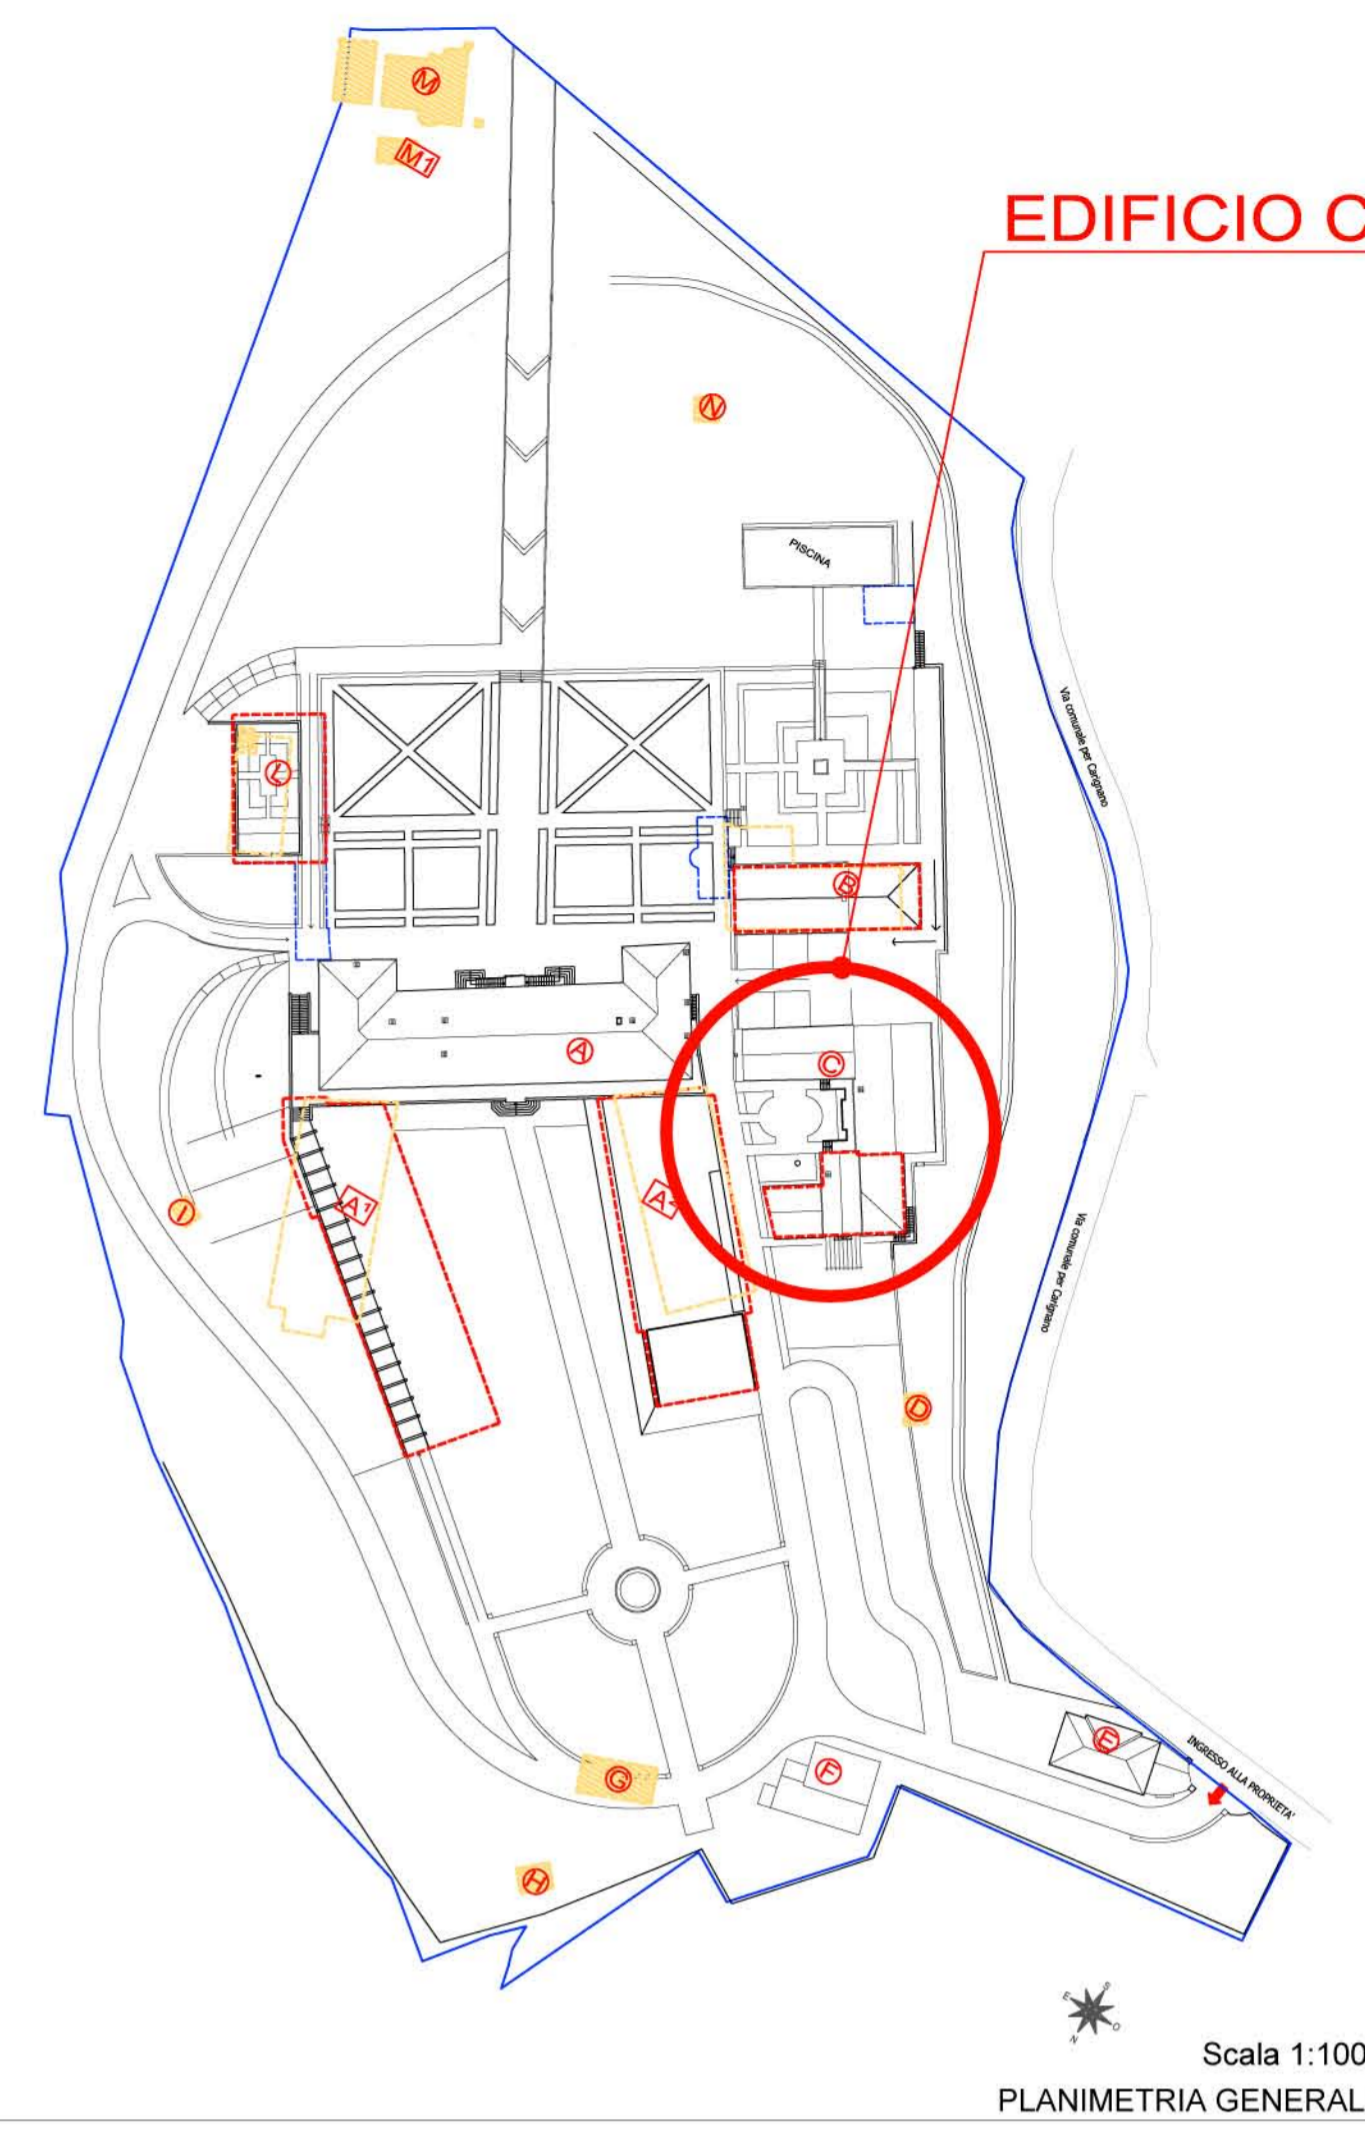 M
M1
EDIFICIO C
N
PISCINA
Via comunale per Carignano
L
B
A
C
A1
I
Via comunale per Carignano
D
E
INGRESSO ALLA PROPRIETA'
F
G
H
S
E
O
N
Scala 1:100
PLANIMETRIA GENERAL